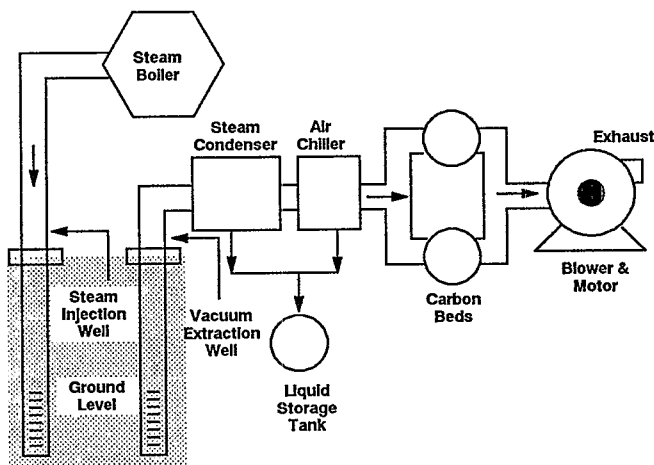 Steam
Boiler
Steam
Condenser
Air
Chiller
Exhaust
Blower &
Motor
Carbon
Beds
Steam
Injection
Well
Vacuum
Extraction
Well
Ground
Level
Liquid
Storage
Tank